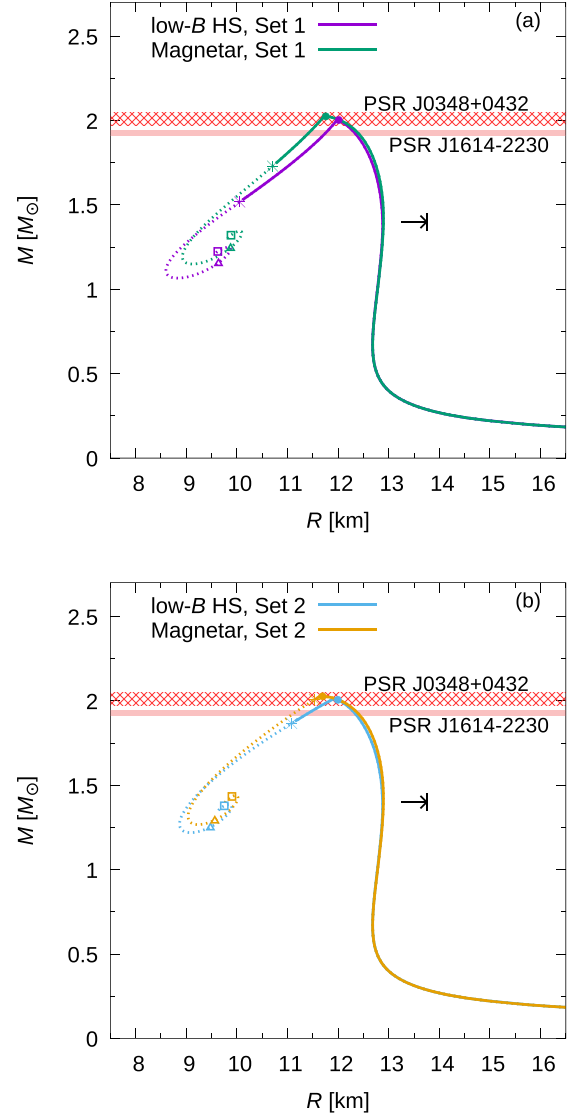 (a)
low-B HS, Set 1
Magnetar, Set 1
PSR J0348+0432
PSR J1614-2230
2.5
2
1.5
1
0.5
0
M [M☉]
8 9 10 11 12 13 14 15 16
R [km]
(b)
low-B HS, Set 2
Magnetar, Set 2
PSR J0348+0432
PSR J1614-2230
2.5
2
1.5
1
0.5
0
M [M☉]
8 9 10 11 12 13 14 15 16
R [km]